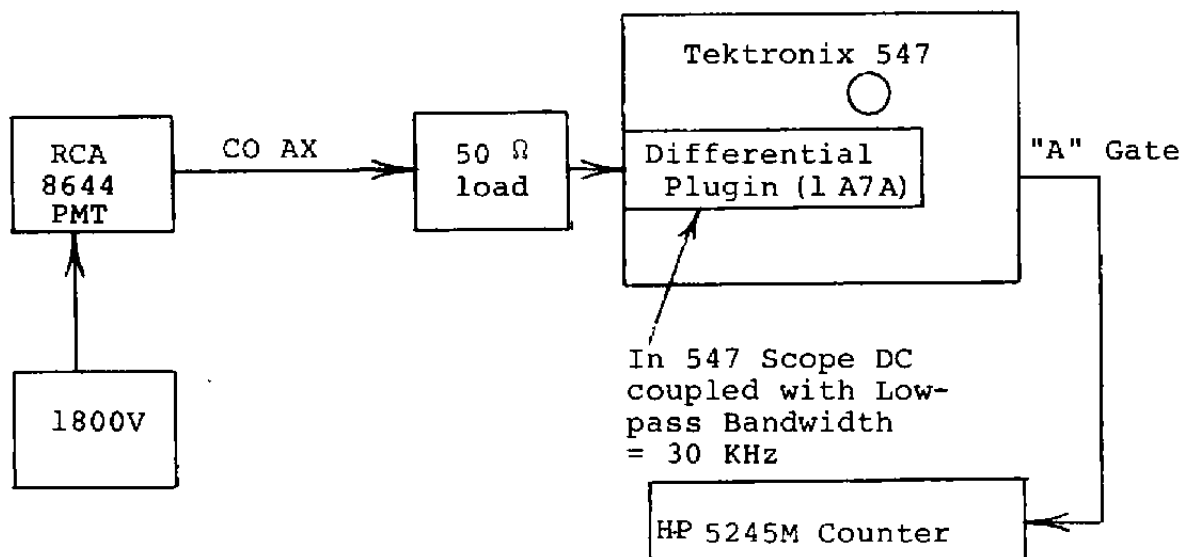 RCA
8644
PMT
CO AX
50 Ω
load
Tektronix 547
Differential
Plugin (1 A7A)
"A" Gate
1800V
In 547 Scope DC
coupled with Low-
pass Bandwidth
= 30 KHz
HP 5245M Counter